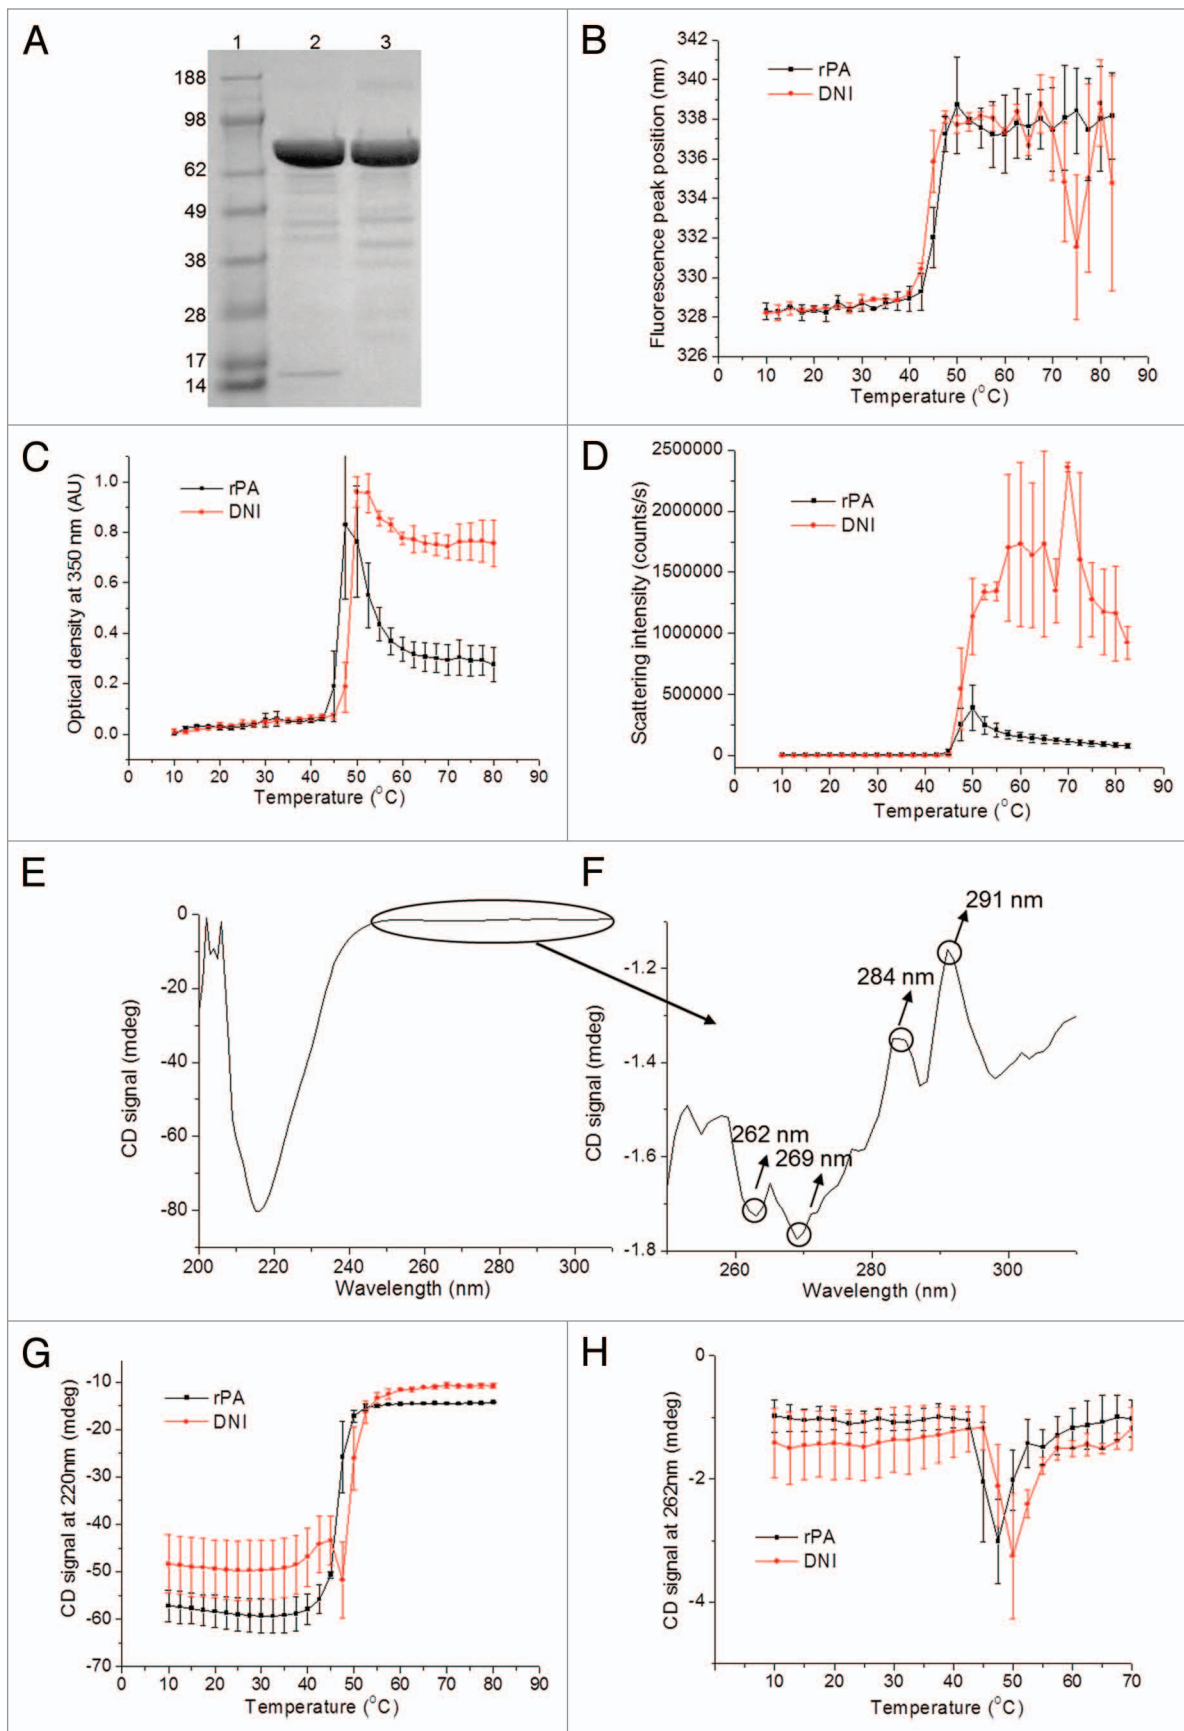 A
1 2 3
188
98
62
49
38
28
17
14
B
342
340
338
336
334
332
330
328
326
Fluorescence peak position (nm)
rPA
DNI
0 10 20 30 40 50 60 70 80 90
Temperature (°C)
C
1.0
0.8
0.6
0.4
0.2
0.0
Optical density at 350 nm (AU)
rPA
DNI
0 10 20 30 40 50 60 70 80 90
Temperature (°C)
D
2500000
2000000
1500000
1000000
500000
0
Scattering intensity (counts/s)
rPA
DNI
0 10 20 30 40 50 60 70 80 90
Temperature (°C)
E
0
-20
-40
-60
-80
CD signal (mdeg)
200 220 240 260 280 300
Wavelength (nm)
F
291 nm
284 nm
262 nm
269 nm
-1.2
-1.4
-1.6
-1.8
CD signal (mdeg)
260 280 300
Wavelength (nm)
G
-10
-20
-30
-40
-50
-60
-70
CD signal at 220nm (mdeg)
rPA
DNI
0 10 20 30 40 50 60 70 80 90
Temperature (°C)
H
0
-2
-4
CD signal at 262nm (mdeg)
rPA
DNI
10 20 30 40 50 60 70
Temperature (°C)